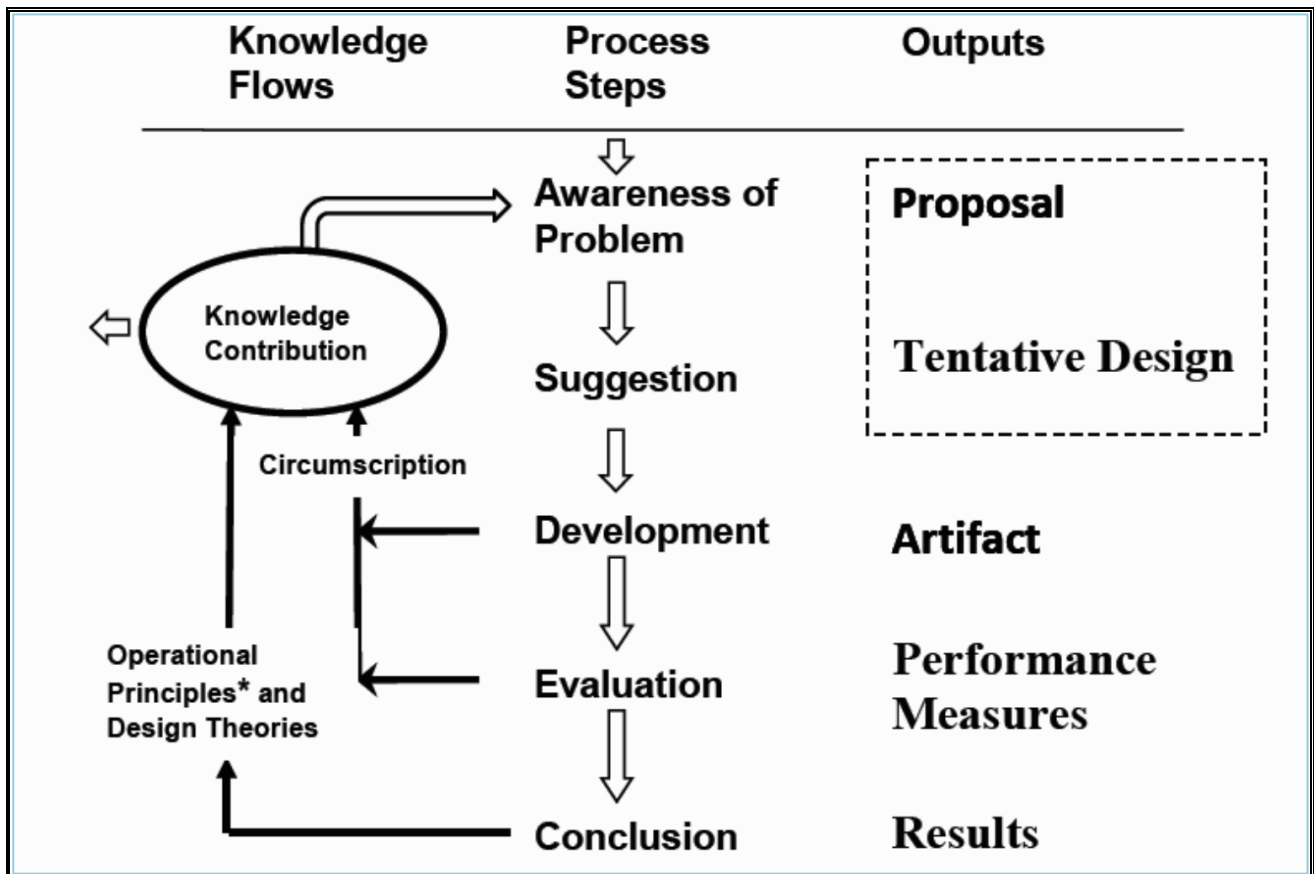 Knowledge
Flows
Process
Steps
Outputs
Awareness of
Problem
Proposal
Knowledge
Contribution
Suggestion
Tentative Design
Circumscription
Development
Artifact
Operational
Principles* and
Design Theories
Evaluation
Performance
Measures
Conclusion
Results